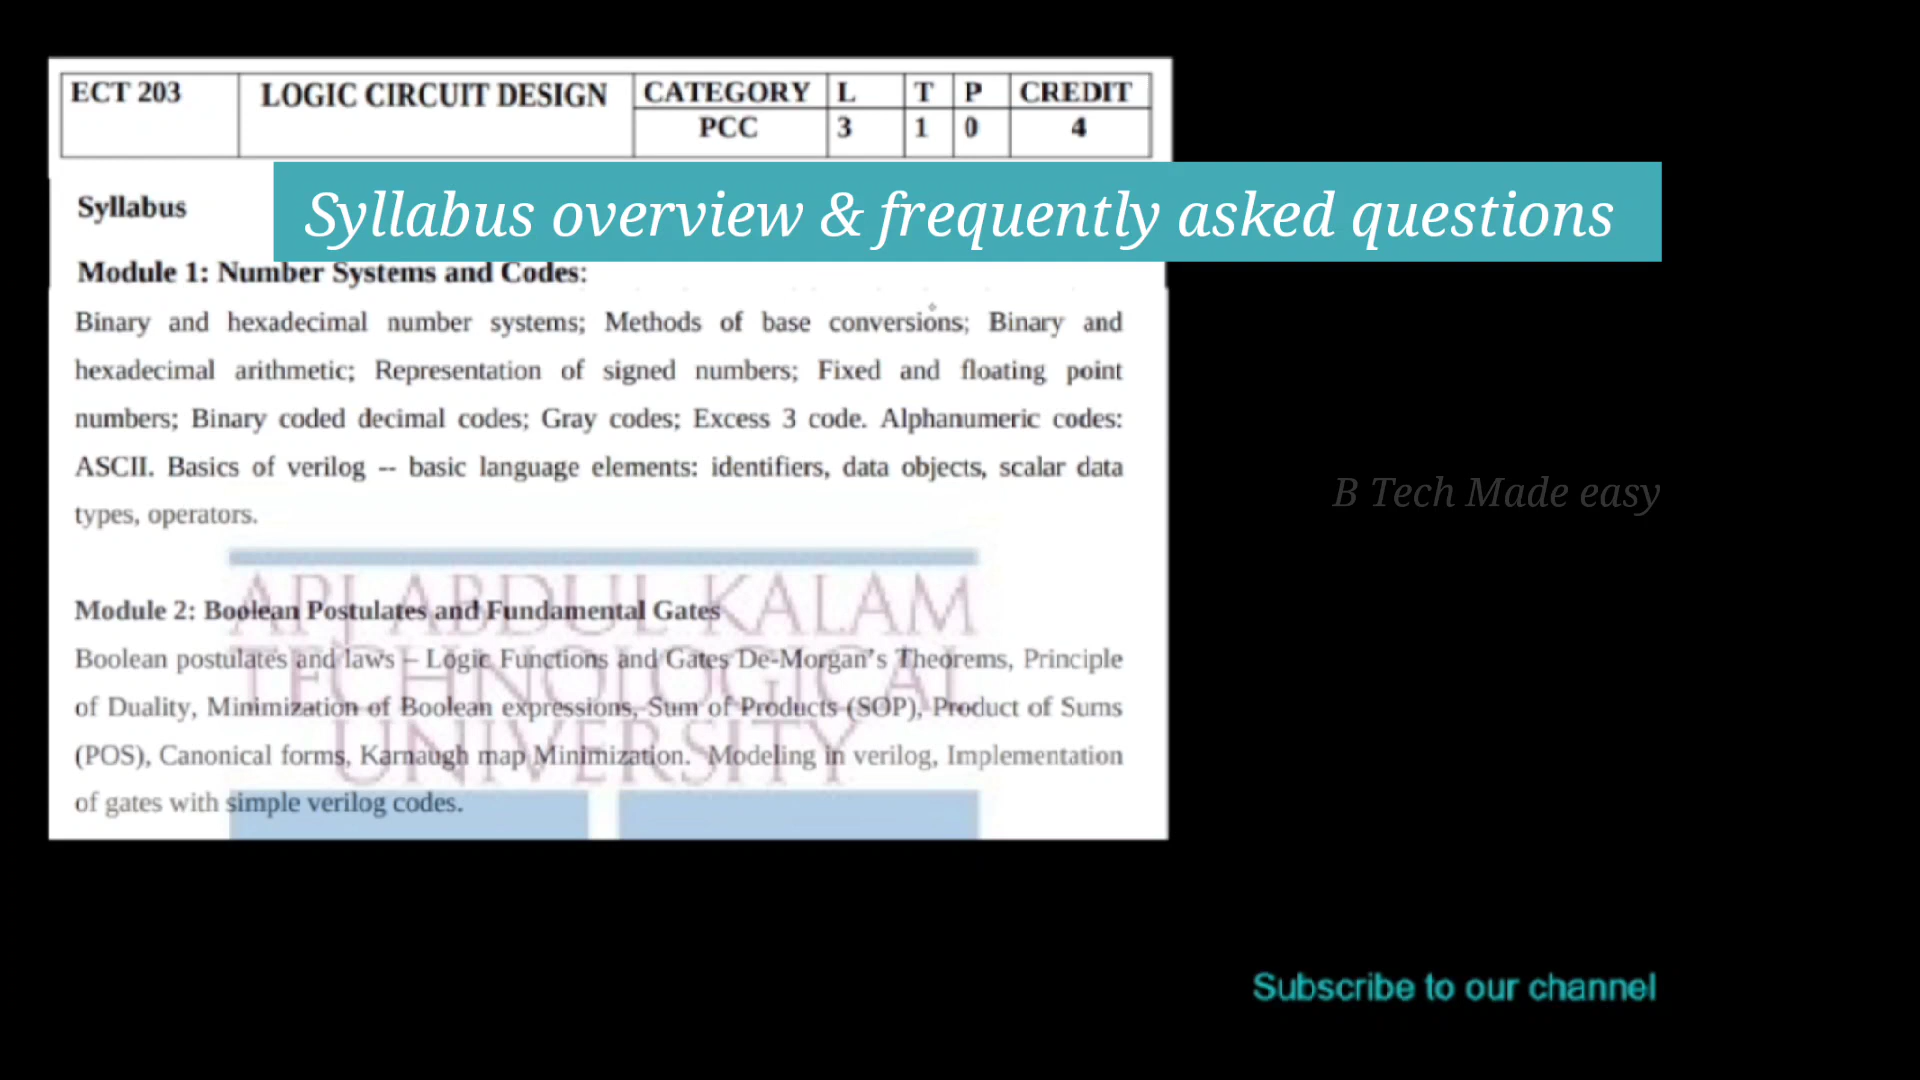 ECT 203 LOGIC CIRCUIT DESIGN CATEGORY L T P CREDIT
PCC 3 1 0 4
Syllabus overview & frequently asked questions
Syllabus
Module 1: Number Systems and Codes:
Binary and hexadecimal number systems; Methods of base conversions; Binary and
hexadecimal arithmetic; Representation of signed numbers; Fixed and floating point
numbers; Binary coded decimal codes; Gray codes; Excess 3 code. Alphanumeric codes:
ASCII. Basics of verilog -- basic language elements: identifiers, data objects, scalar data
types, operators.
B Tech Made easy
APJ ABDUL KALAM
TECHNOLOGICAL
UNIVERSITY
Module 2: Boolean Postulates and Fundamental Gates
Boolean postulates and laws – Logic Functions and Gates De-Morgan's Theorems, Principle
of Duality, Minimization of Boolean expressions, Sum of Products (SOP), Product of Sums
(POS), Canonical forms, Karnaugh map Minimization. Modeling in verilog, Implementation
of gates with simple verilog codes.
Subscribe to our channel